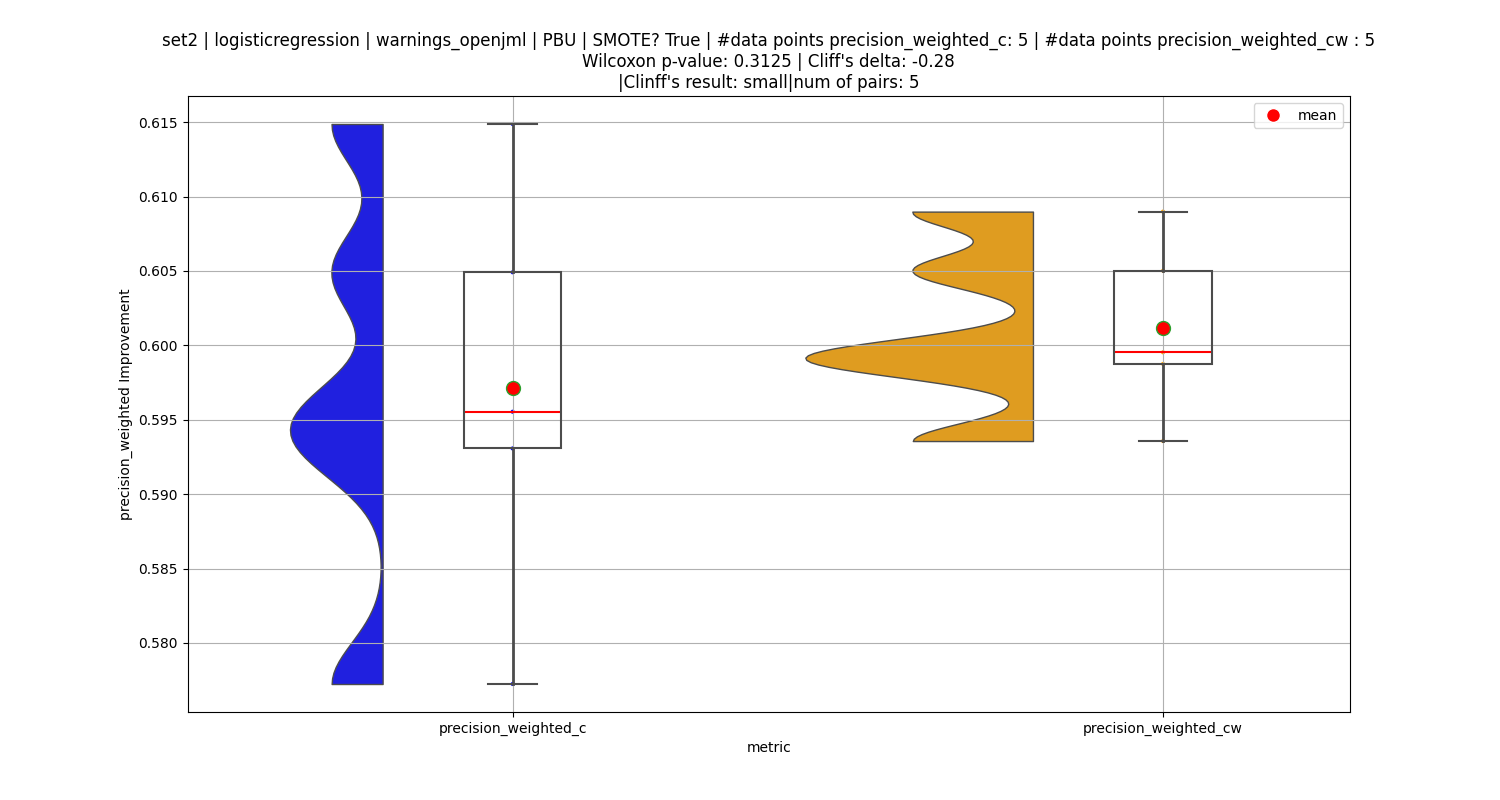 set2 | logisticregression | warnings_openjml | PBU | SMOTE? True | #data points precision_weighted_c: 5 | #data points precision_weighted_cw : 5
Wilcoxon p-value: 0.3125 | Cliff's delta: -0.28
|Clinff's result: small|num of pairs: 5
mean
0.615
0.610
0.605
0.600
0.595
0.590
0.585
0.580
precision_weighted Improvement
precision_weighted_c
precision_weighted_cw
metric